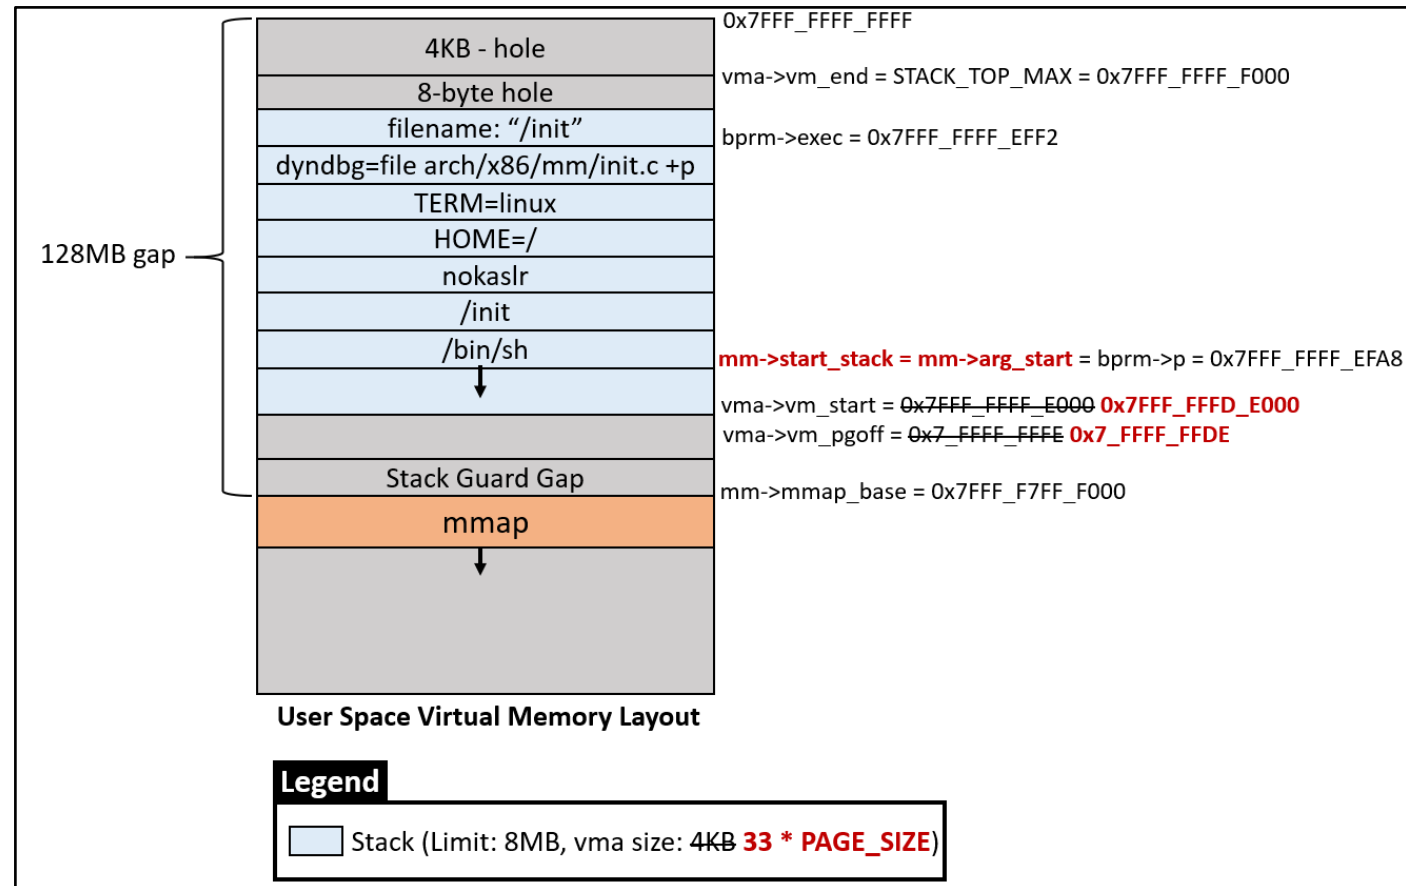 0x7FFF_FFFF_FFFF
4KB - hole
vma->vm_end = STACK_TOP_MAX = 0x7FFF_FFFF_F000
8-byte hole
filename: “/init”
bprm->exec = 0x7FFF_FFFF_EFF2
dyndbg=file arch/x86/mm/init.c +p
TERM=linux
HOME=/
128MB gap
nokaslr
/init
/bin/sh
mm->start_stack = mm->arg_start = bprm->p = 0x7FFF_FFFF_EFA8
vma->vm_start = 0x7FFF_FFFF_E000 0x7FFF_FFFD_E000
vma->vm_pgoff = 0x7_FFFF_FFFE 0x7_FFFF_FFDE
Stack Guard Gap
mm->mmap_base = 0x7FFF_F7FF_F000
mmap
User Space Virtual Memory Layout
Legend
Stack (Limit: 8MB, vma size: 4KB 33 * PAGE_SIZE)